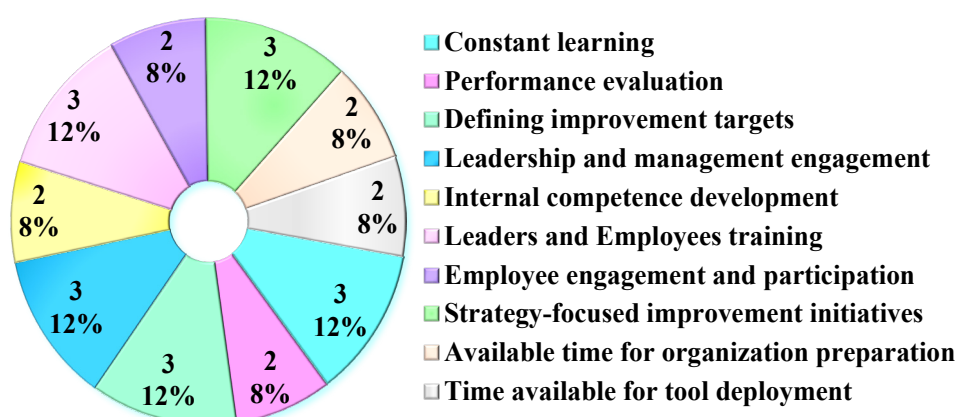 2
8%
3
12%
2
8%
2
8%
3
12%
2
8%
3
12%
3
12%
2
8%
3
12%
Constant learning
Performance evaluation
Defining improvement targets
Leadership and management engagement
Internal competence development
Leaders and Employees training
Employee engagement and participation
Strategy-focused improvement initiatives
Available time for organization preparation
Time available for tool deployment